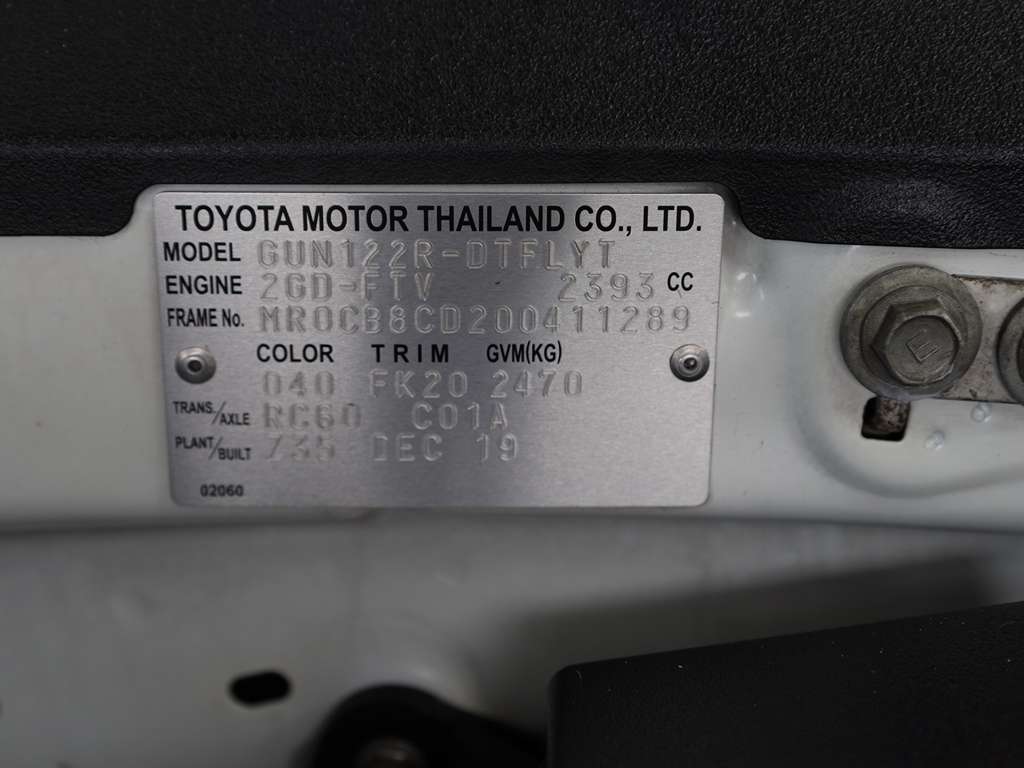 TOYOTA MOTOR THAILAND CO., LTD.
MODEL GUN122R-DTFLYT
ENGINE 2GD-FTV 2393 CC
FRAME No. MR0CB8CD200411289
COLOR TRIM GVM(KG)
040 FK20 2470
TRANS./AXLE RC60 C01A
PLANT/BUILT Z35 DEC 19
02060
E